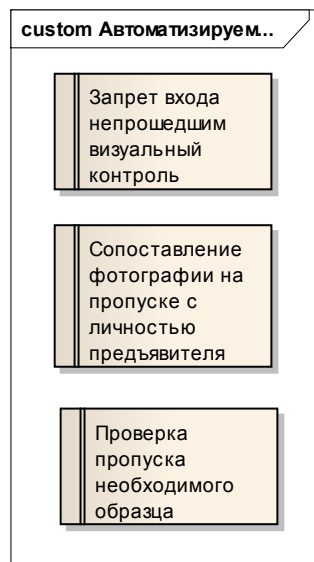 custom Автоматизируем...
Запрет входа
непрошедшим
визуальный
контроль
Сопоставление
фотографии на
пропуске с
личностью
предъявителя
Проверка
пропуска
необходимого
образца